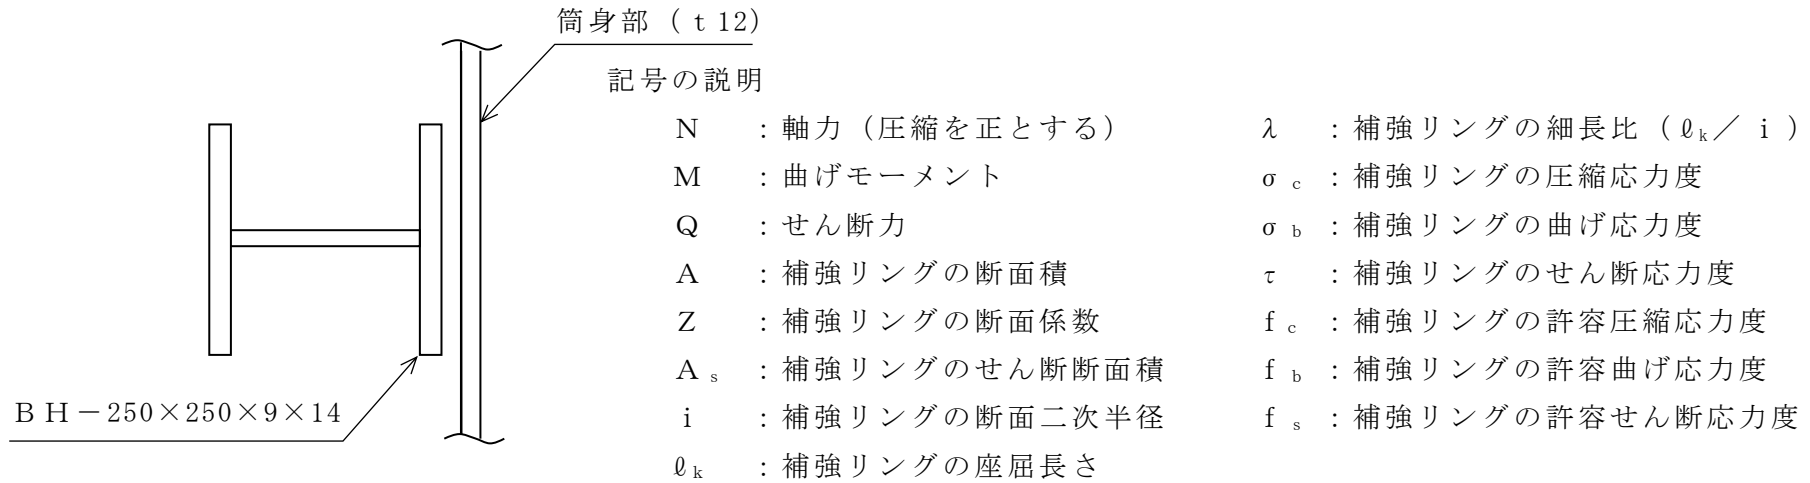 筒身部（ｔ12）
記号の説明
Ｎ ：軸力（圧縮を正とする）
Ｍ ：曲げモーメント
Ｑ ：せん断力
Ａ ：補強リングの断面積
Ｚ ：補強リングの断面係数
Ａｓ ：補強リングのせん断断面積
ｉ ：補強リングの断面二次半径
ℓｋ ：補強リングの座屈長さ
λ ：補強リングの細長比（ℓｋ／ｉ）
σｃ ：補強リングの圧縮応力度
σｂ ：補強リングの曲げ応力度
τ ：補強リングのせん断応力度
ｆｃ ：補強リングの許容圧縮応力度
ｆｂ ：補強リングの許容曲げ応力度
ｆｓ ：補強リングの許容せん断応力度
ＢＨ－250×250×9×14